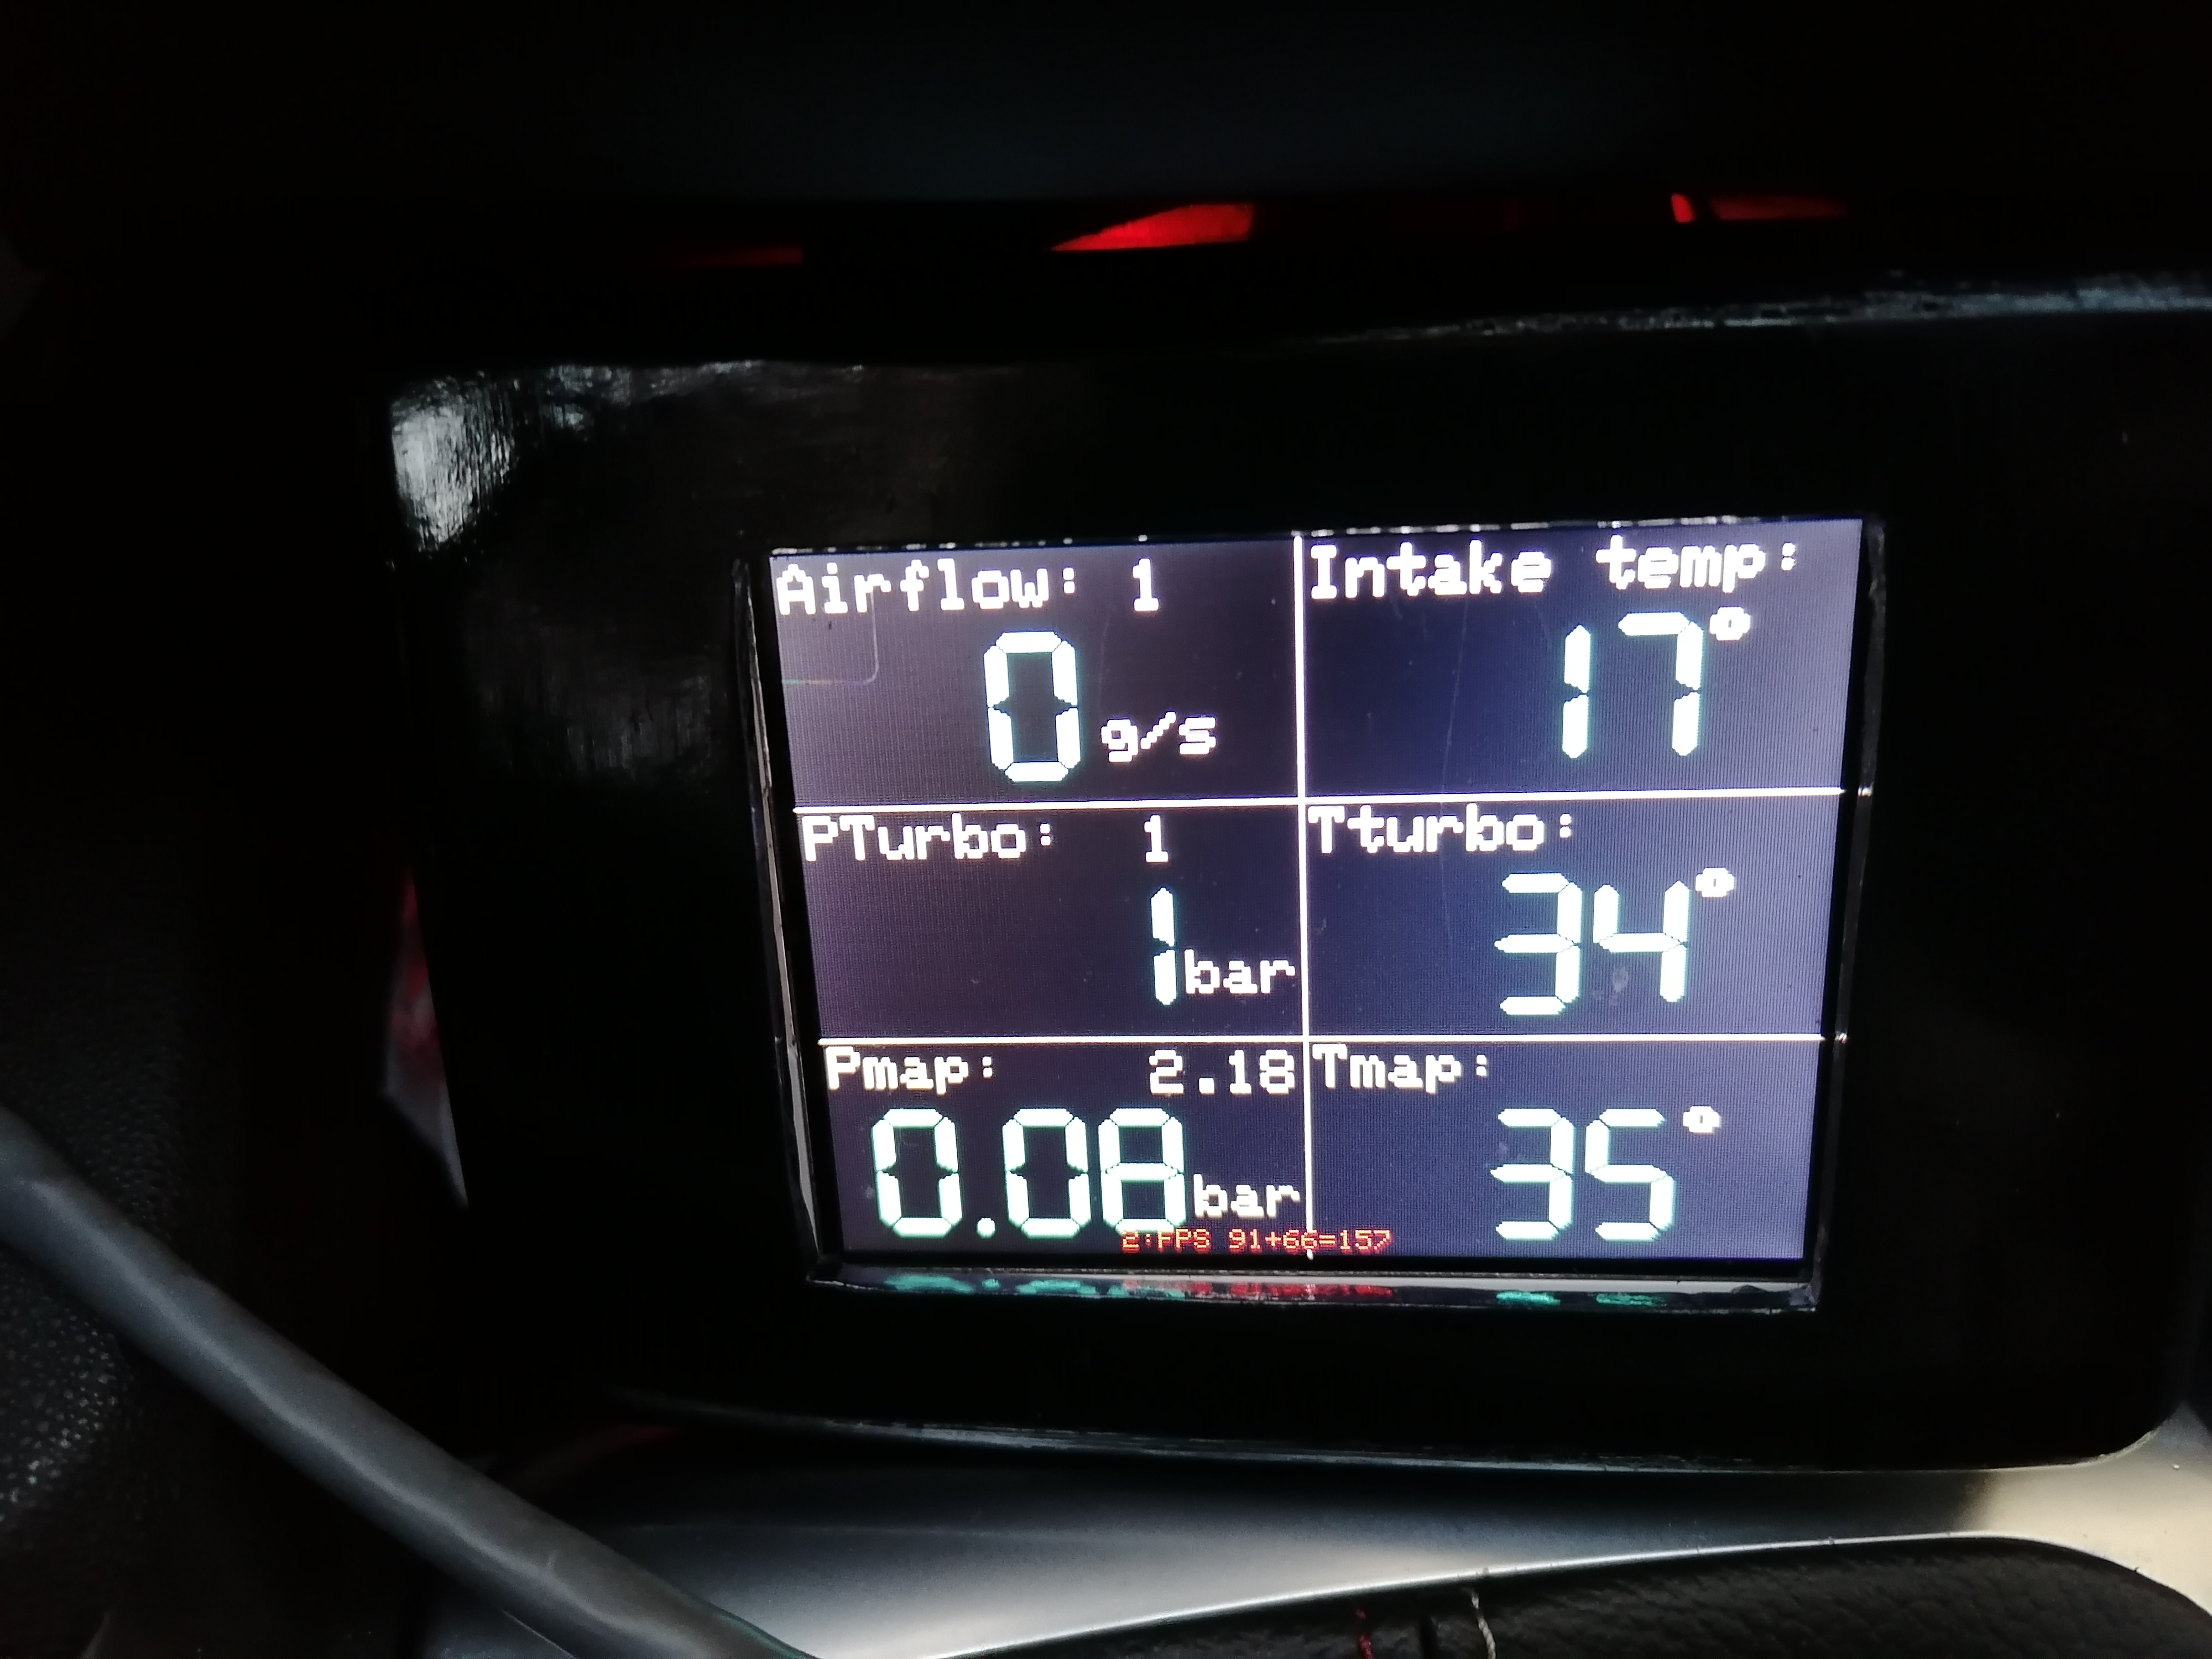 Airflow: 1
0 g/s
Intake temp:
17°
PTurbo: 1
1 bar
Tturbo:
34°
Pmap: 2.18
0.08 bar
Tmap:
35°
2:FPS 91+66=157